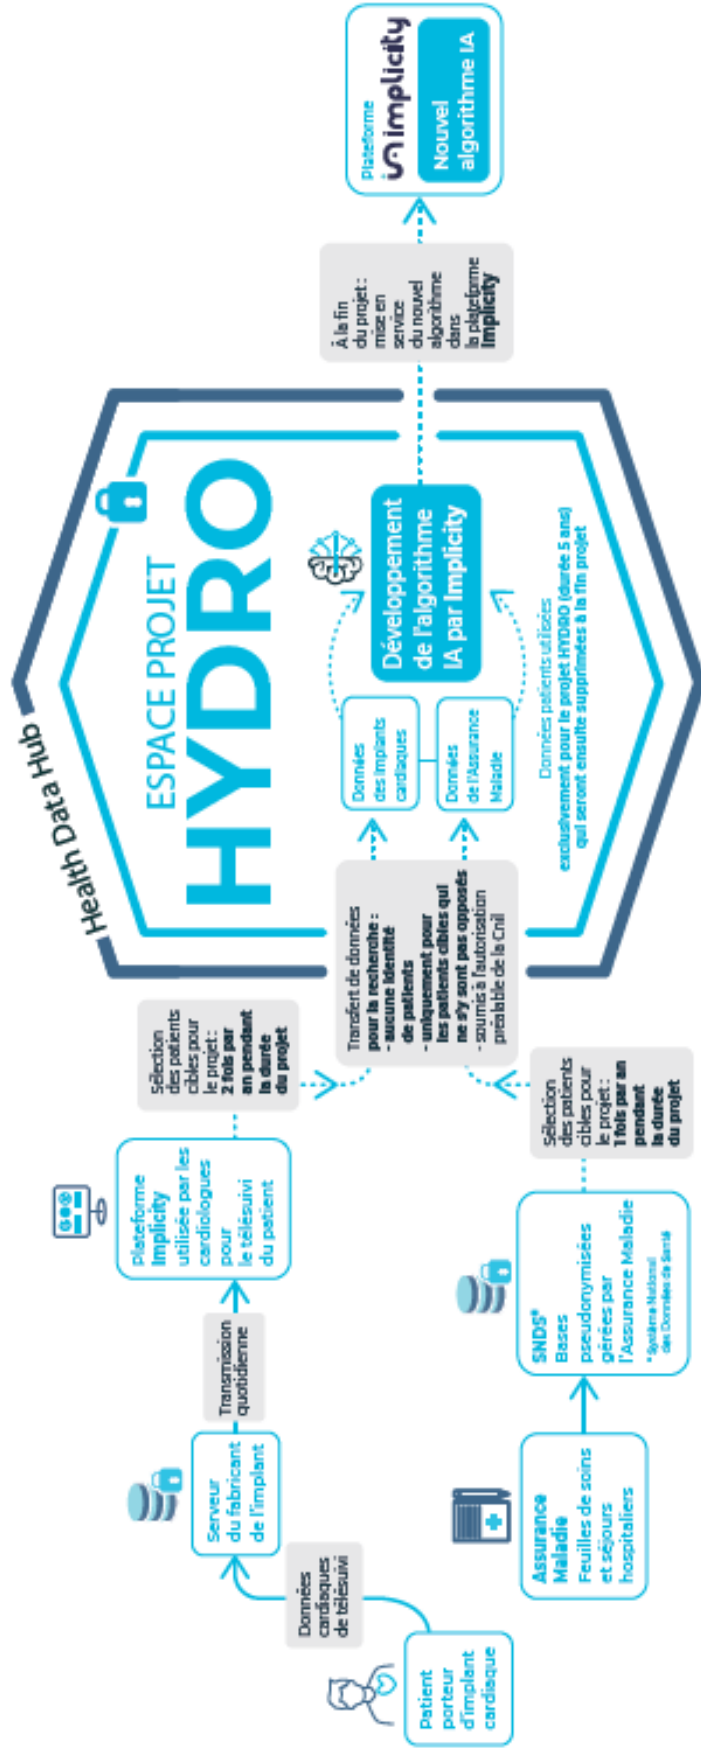 Patient
porteur
d'implant
cardiaque
Données
cardiaques
de télésuivi
Serveur
du fabricant
de l'implant
Transmission
quotidienne
Plateforme
Implicity
utilisée par les
cardiologues
pour
le télésuivi
du patient
Sélection
des patients
cibles pour
le projet :
2 fois par
an pendant
la durée
du projet
Assurance
Maladie
Feuilles de soins
et séjours
hospitaliers
SNDS*
Bases
pseudonymisées
gérées par
l'Assurance Maladie
* Système National
des Données de Santé
Sélection
des patients
cibles pour
le projet :
1 fois par an
pendant
la durée
du projet
Transfert de données
pour la recherche :
- aucune identité
de patients
- uniquement pour
les patients cibles qui
ne s'y sont pas opposés
- soumis à l'autorisation
préalable de la Cnil
Health Data Hub
ESPACE PROJET
HYDRO
Données
des implants
cardiaques
Données
de l'Assurance
Maladie
Développement
de l'algorithme
IA par Implicity
Données patients utilisées
exclusivement pour le projet HYDRO (durée 5 ans)
qui seront ensuite supprimées à la fin projet
À la fin
du projet :
mise en
service
du nouvel
algorithme
dans
la plateforme
Implicity
Plateforme
implicity
Nouvel
algorithme IA